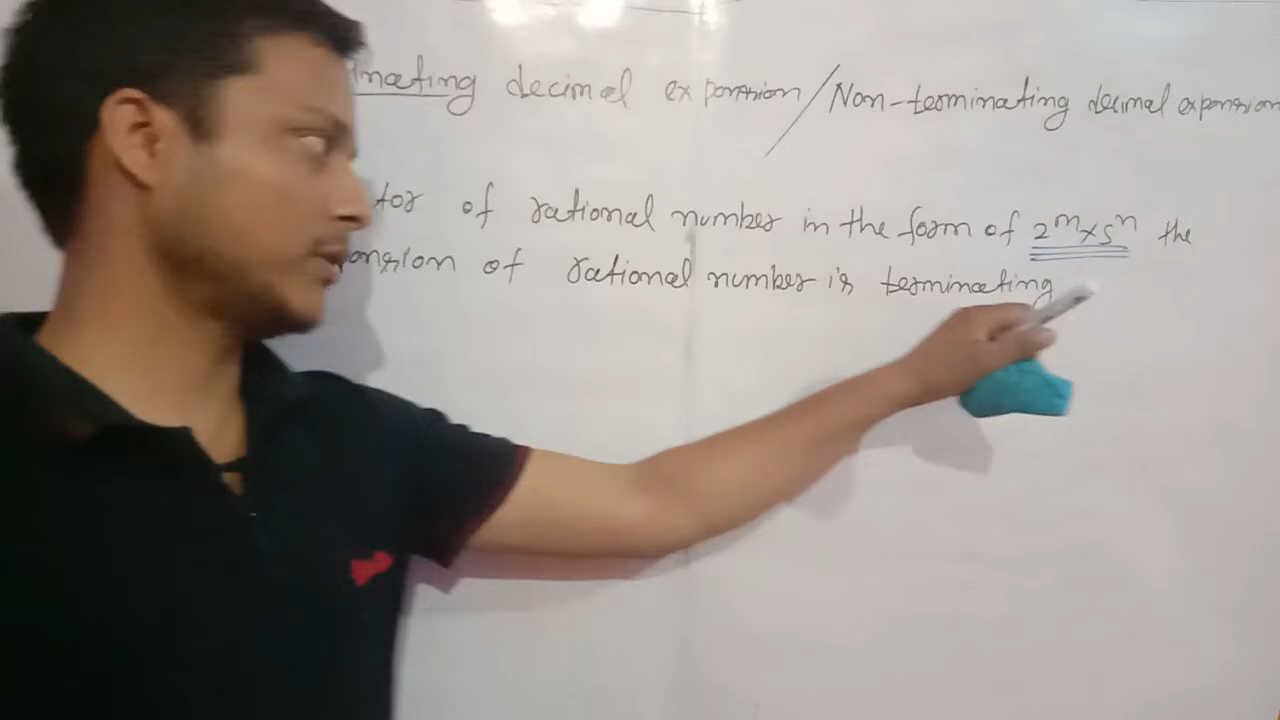 inating decimal expansion/Non-terminating decimal expansion
tor of rational number in the form of 2ᵐ×5ⁿ the
ansion of rational number is terminating